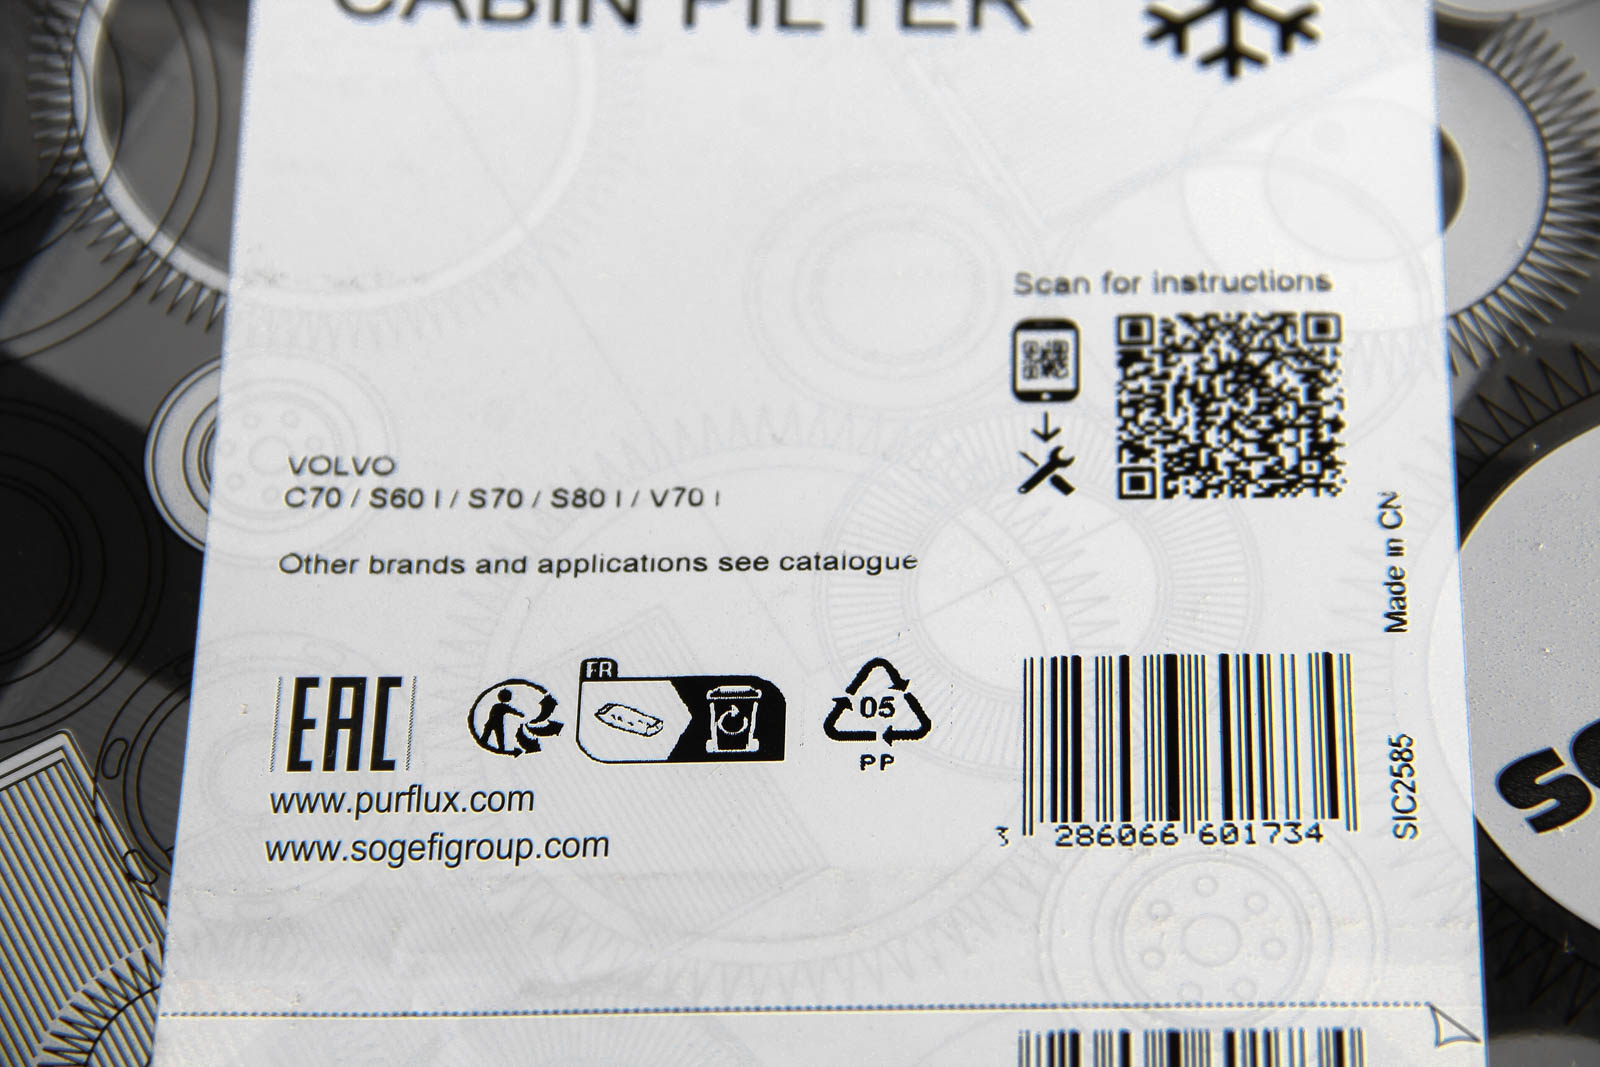 CABIN FILTER
Scan for instructions
VOLVO
C70 / S60 I / S70 / S80 I / V70 I
Other brands and applications see catalogue
Made in CN
EAC
FR
05
PP
www.purflux.com
www.sogefigroup.com
3 286066 601734
SIC2585
SO